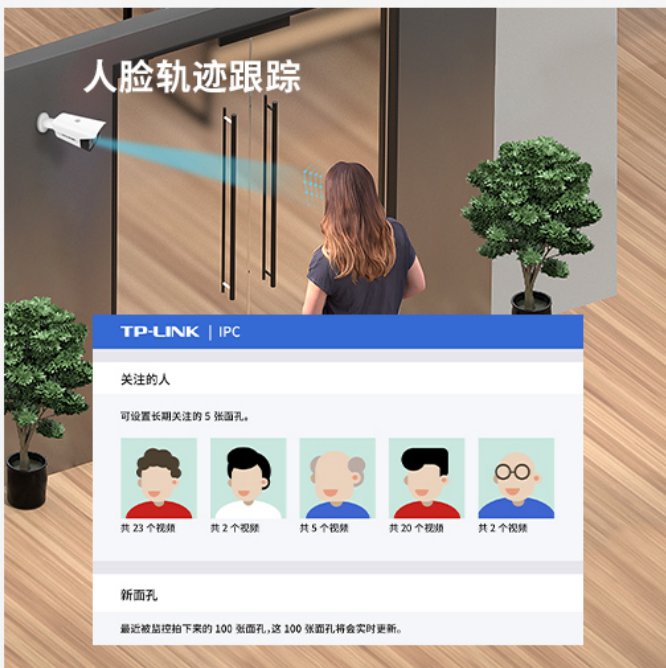 人脸轨迹跟踪
TP-LINK | IPC
关注的人
可设置长期关注的 5 张面孔。
共 23 个视频
共 2 个视频
共 5 个视频
共 20 个视频
共 2 个视频
新面孔
最近被监控拍下来的 100 张面孔,这 100 张面孔将会实时更新。